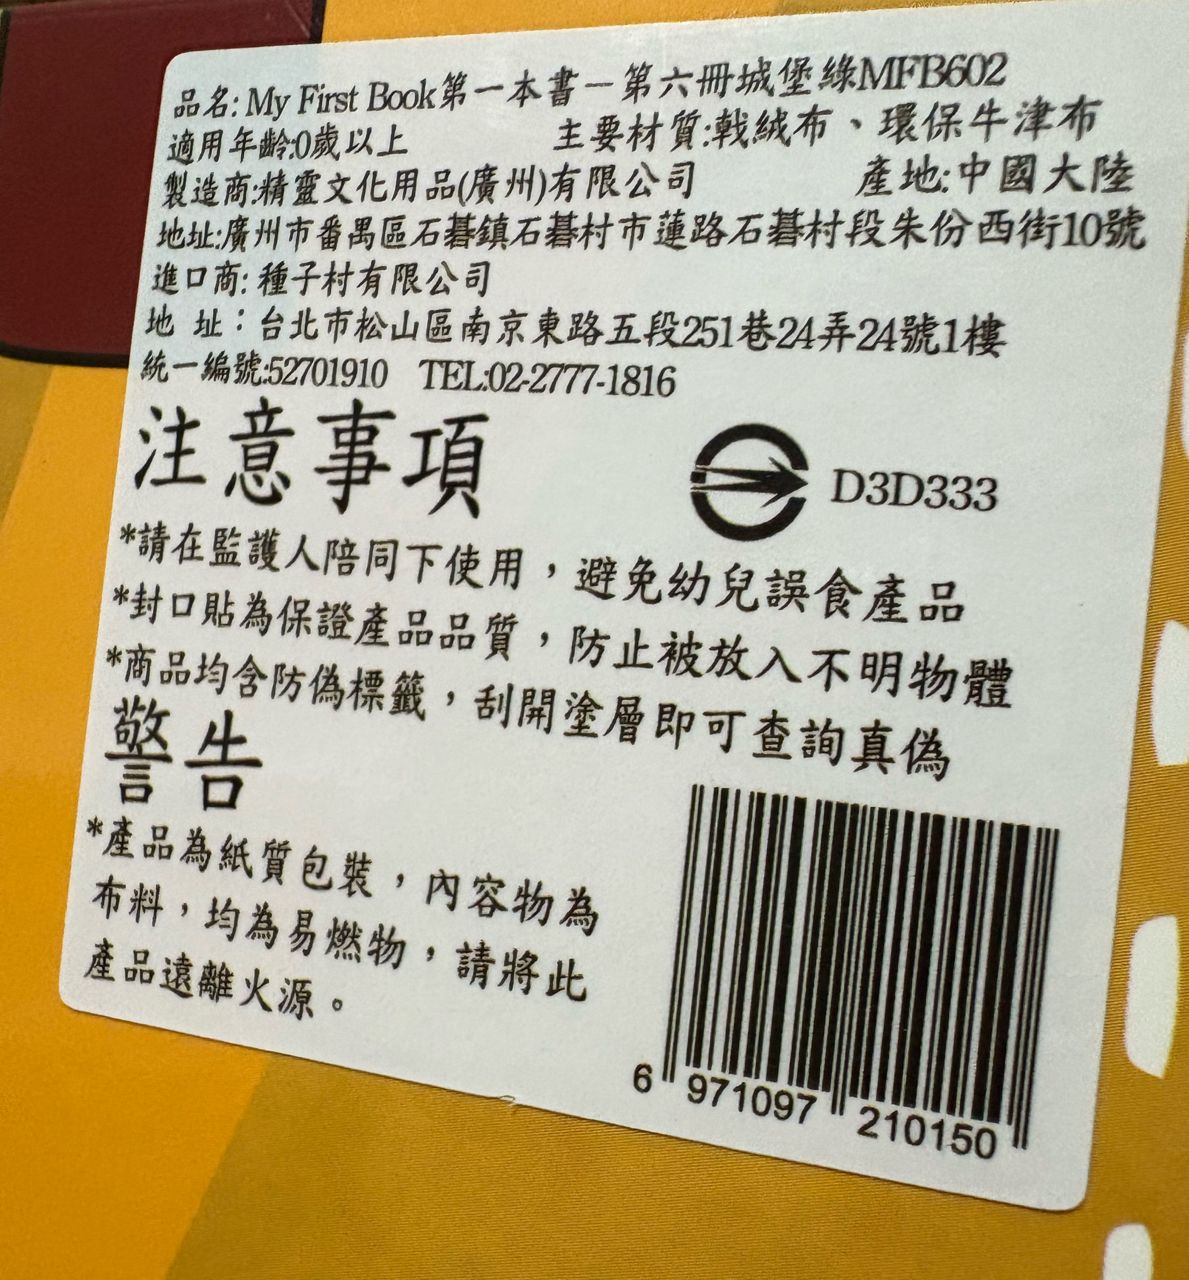 品名: My First Book第一本書－第六冊城堡綠MFB602
適用年齡:0歲以上　主要材質:戟絨布、環保牛津布
製造商:精靈文化用品(廣州)有限公司　產地:中國大陸
地址:廣州市番禺區石碁鎮石碁村市蓮路石碁村段朱份西街10號
進口商: 種子村有限公司
地 址：台北市松山區南京東路五段251巷24弄24號1樓
統一編號:52701910 TEL:02-2777-1816
注意事項
D3D333
*請在監護人陪同下使用，避免幼兒誤食產品
*封口貼為保證產品品質，防止被放入不明物體
*商品均含防偽標籤，刮開塗層即可查詢真偽
警告
*產品為紙質包裝，內容物為
布料，均為易燃物，請將此
產品遠離火源。
6 971097 210150